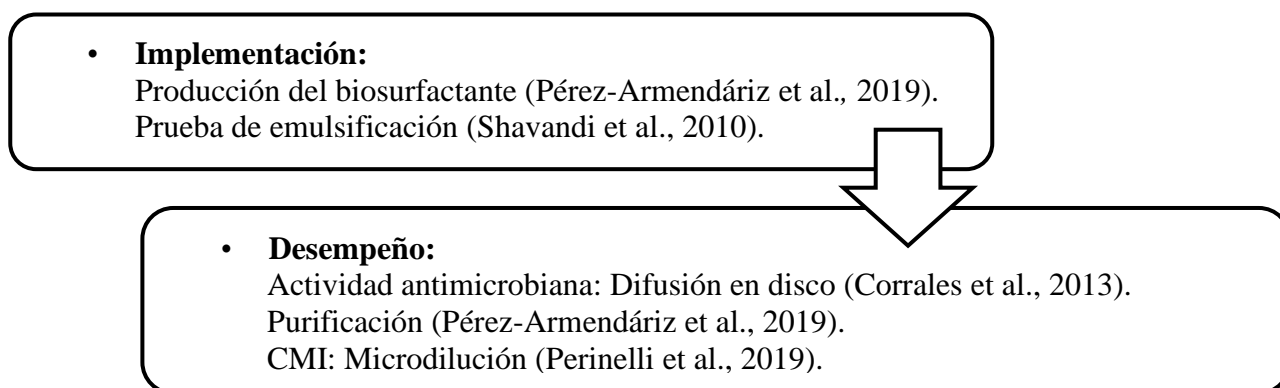 • Implementación:
Producción del biosurfactante (Pérez-Armendáriz et al., 2019).
Prueba de emulsificación (Shavandi et al., 2010).
• Desempeño:
Actividad antimicrobiana: Difusión en disco (Corrales et al., 2013).
Purificación (Pérez-Armendáriz et al., 2019).
CMI: Microdilución (Perinelli et al., 2019).